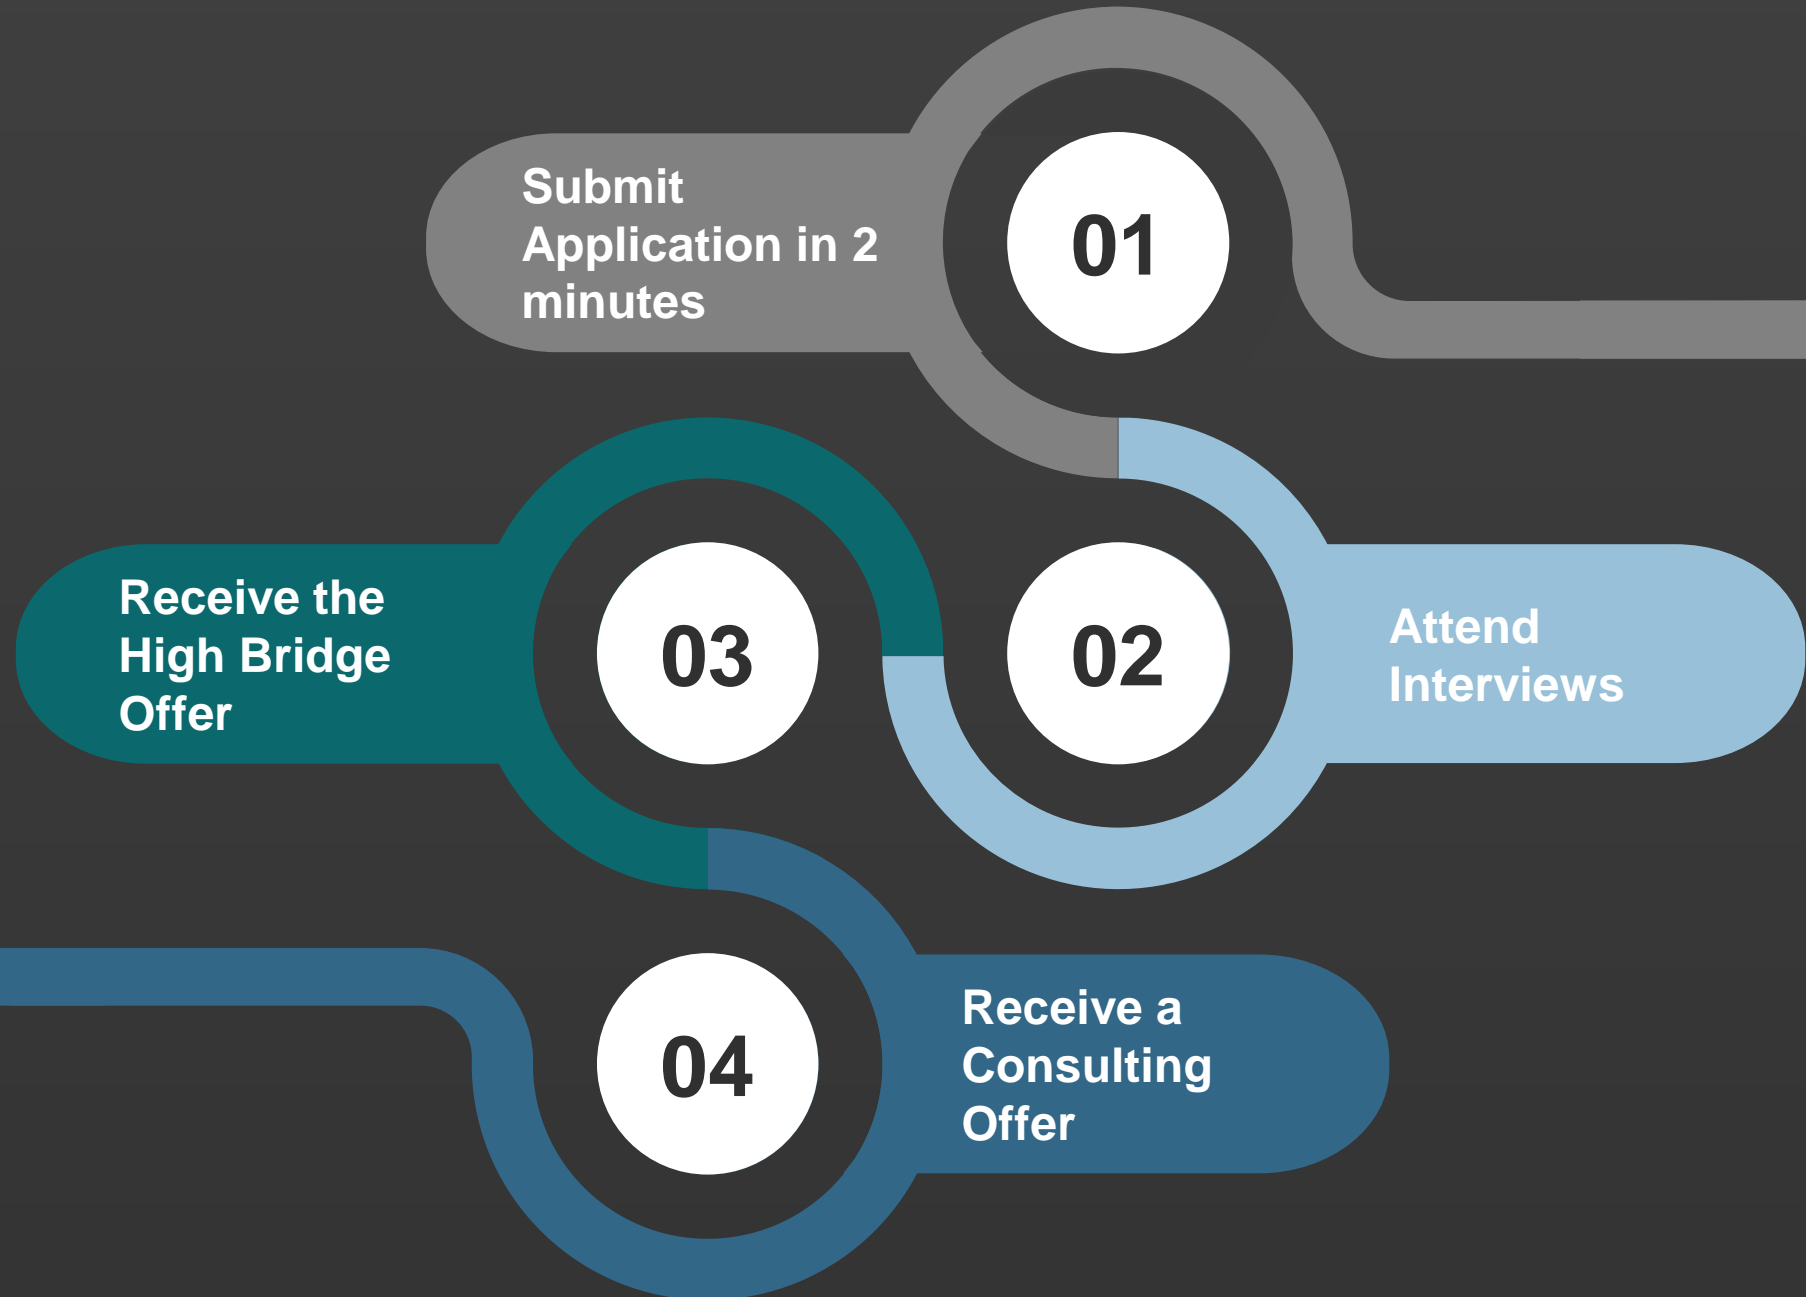 01
Submit
Application in 2
minutes
02
Attend
Interviews
03
Receive the
High Bridge
Offer
04
Receive a
Consulting
Offer